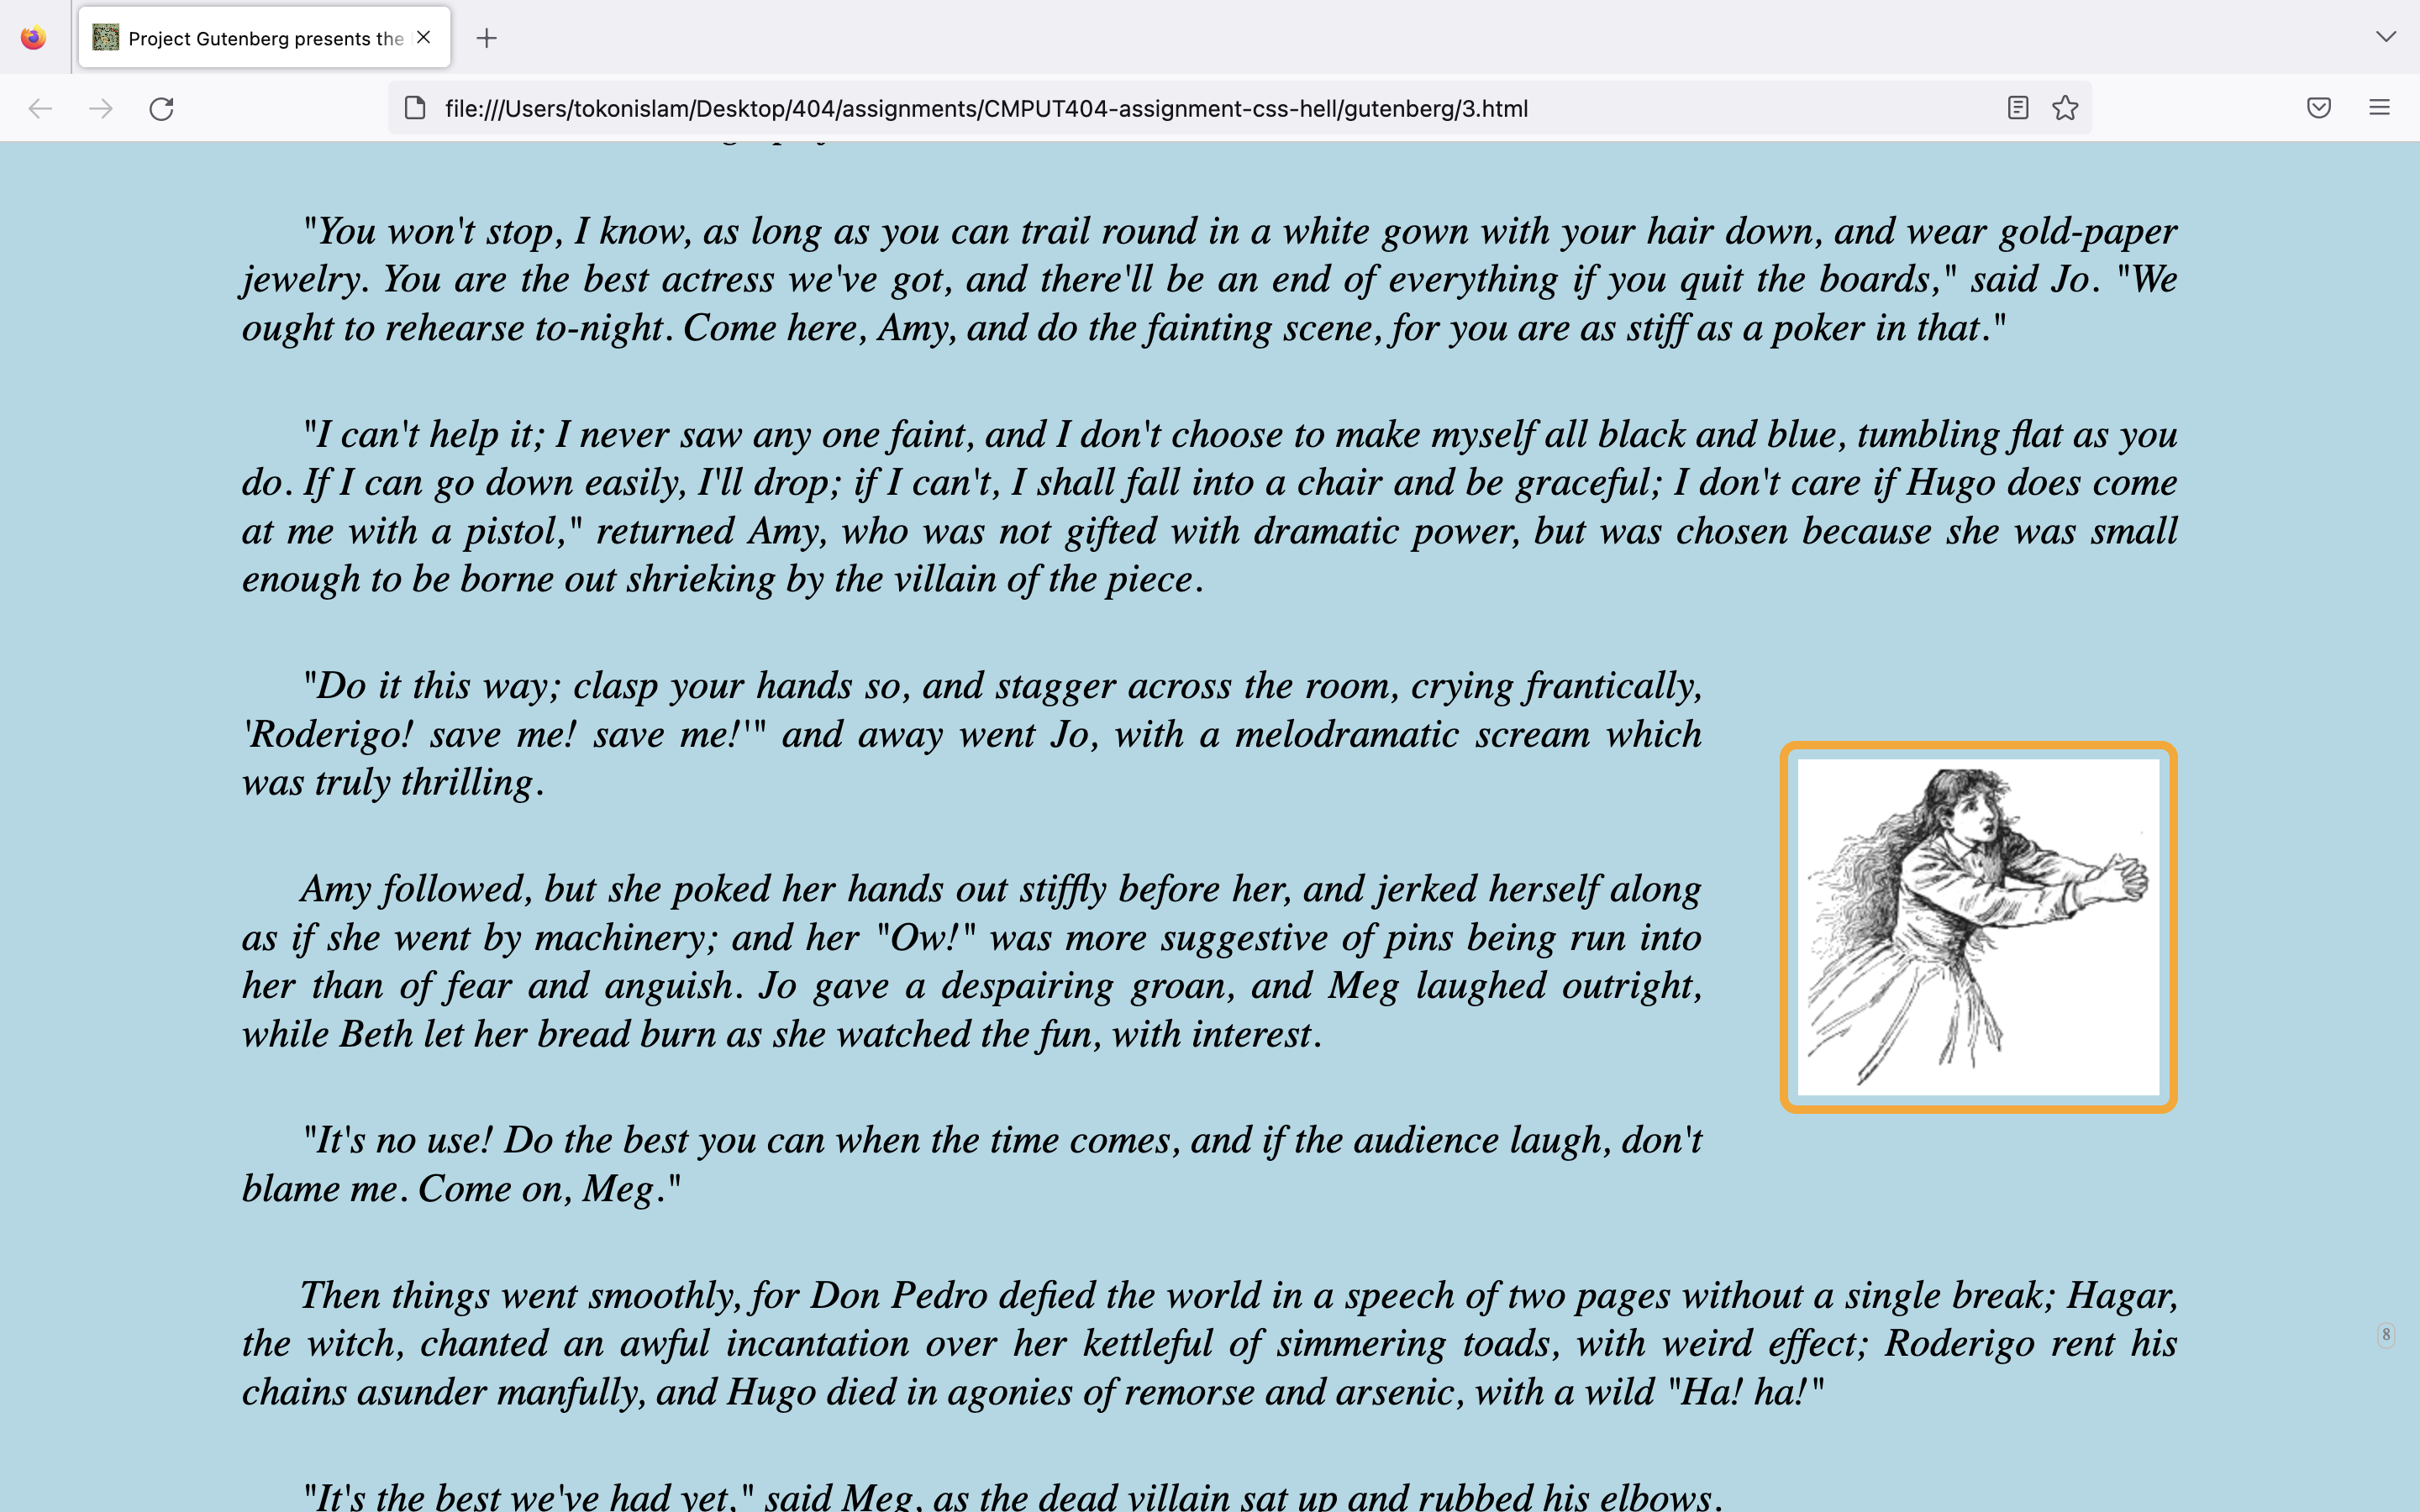 Project Gutenberg presents the
file:///Users/tokonislam/Desktop/404/assignments/CMPUT404-assignment-css-hell/gutenberg/3.html
"You won't stop, I know, as long as you can trail round in a white gown with your hair down, and wear gold-paper
jewelry. You are the best actress we've got, and there'll be an end of everything if you quit the boards," said Jo. "We
ought to rehearse to-night. Come here, Amy, and do the fainting scene, for you are as stiff as a poker in that."
"I can't help it; I never saw any one faint, and I don't choose to make myself all black and blue, tumbling flat as you
do. If I can go down easily, I'll drop; if I can't, I shall fall into a chair and be graceful; I don't care if Hugo does come
at me with a pistol," returned Amy, who was not gifted with dramatic power, but was chosen because she was small
enough to be borne out shrieking by the villain of the piece.
"Do it this way; clasp your hands so, and stagger across the room, crying frantically,
'Roderigo! save me! save me!'" and away went Jo, with a melodramatic scream which
was truly thrilling.
Amy followed, but she poked her hands out stiffly before her, and jerked herself along
as if she went by machinery; and her "Ow!" was more suggestive of pins being run into
her than of fear and anguish. Jo gave a despairing groan, and Meg laughed outright,
while Beth let her bread burn as she watched the fun, with interest.
"It's no use! Do the best you can when the time comes, and if the audience laugh, don't
blame me. Come on, Meg."
Then things went smoothly, for Don Pedro defied the world in a speech of two pages without a single break; Hagar,
the witch, chanted an awful incantation over her kettleful of simmering toads, with weird effect; Roderigo rent his
8
chains asunder manfully, and Hugo died in agonies of remorse and arsenic, with a wild "Ha! ha!"
"It's the best we've had yet," said Meg, as the dead villain sat up and rubbed his elbows.